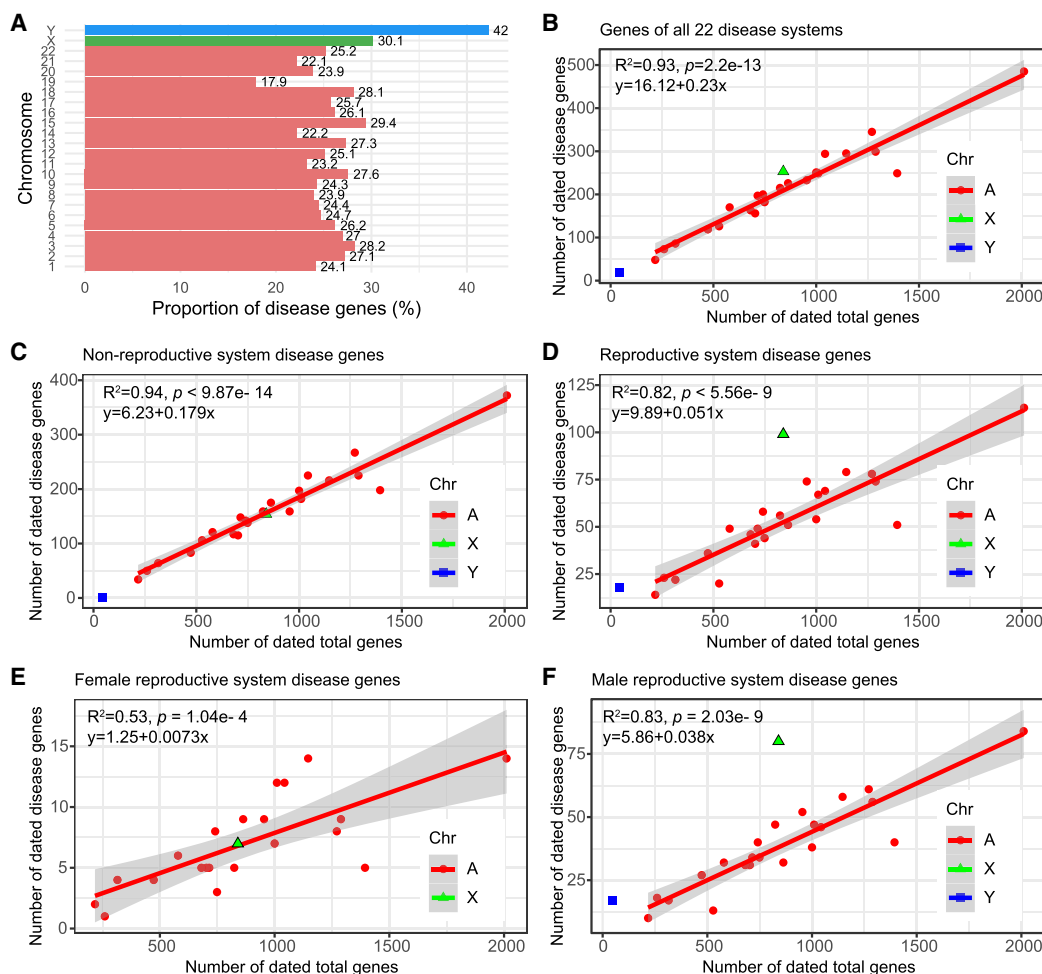 A
Y
X
22
21
20
19
18
17
16
15
14
13
12
11
10
9
8
7
6
5
4
3
2
1
42
30.1
25.2
22.1
23.9
17.9
28.1
25.7
26.1
29.4
22.2
27.3
25.1
23.2
27.6
24.3
23.9
24.4
24.7
26.2
27
28.2
27.1
24.1
Chromosome
0 10 20 30 40
Proportion of disease genes (%)
B
Genes of all 22 disease systems
R²=0.93, p=2.2e-13
y=16.12+0.23x
Number of dated disease genes
500
400
300
200
100
0
Chr
A
X
Y
0 500 1000 1500 2000
Number of dated total genes
C
Non-reproductive system disease genes
R²=0.94, p < 9.87e- 14
y=6.23+0.179x
Number of dated disease genes
400
300
200
100
0
Chr
A
X
Y
0 500 1000 1500 2000
Number of dated total genes
D
Reproductive system disease genes
R²=0.82, p < 5.56e- 9
y=9.89+0.051x
Number of dated disease genes
125
100
75
50
25
Chr
A
X
Y
0 500 1000 1500 2000
Number of dated total genes
E
Female reproductive system disease genes
R²=0.53, p = 1.04e- 4
y=1.25+0.0073x
Number of dated disease genes
15
10
5
0
Chr
A
X
500 1000 1500 2000
Number of dated total genes
F
Male reproductive system disease genes
R²=0.83, p = 2.03e- 9
y=5.86+0.038x
Number of dated disease genes
75
50
25
Chr
A
X
Y
0 500 1000 1500 2000
Number of dated total genes